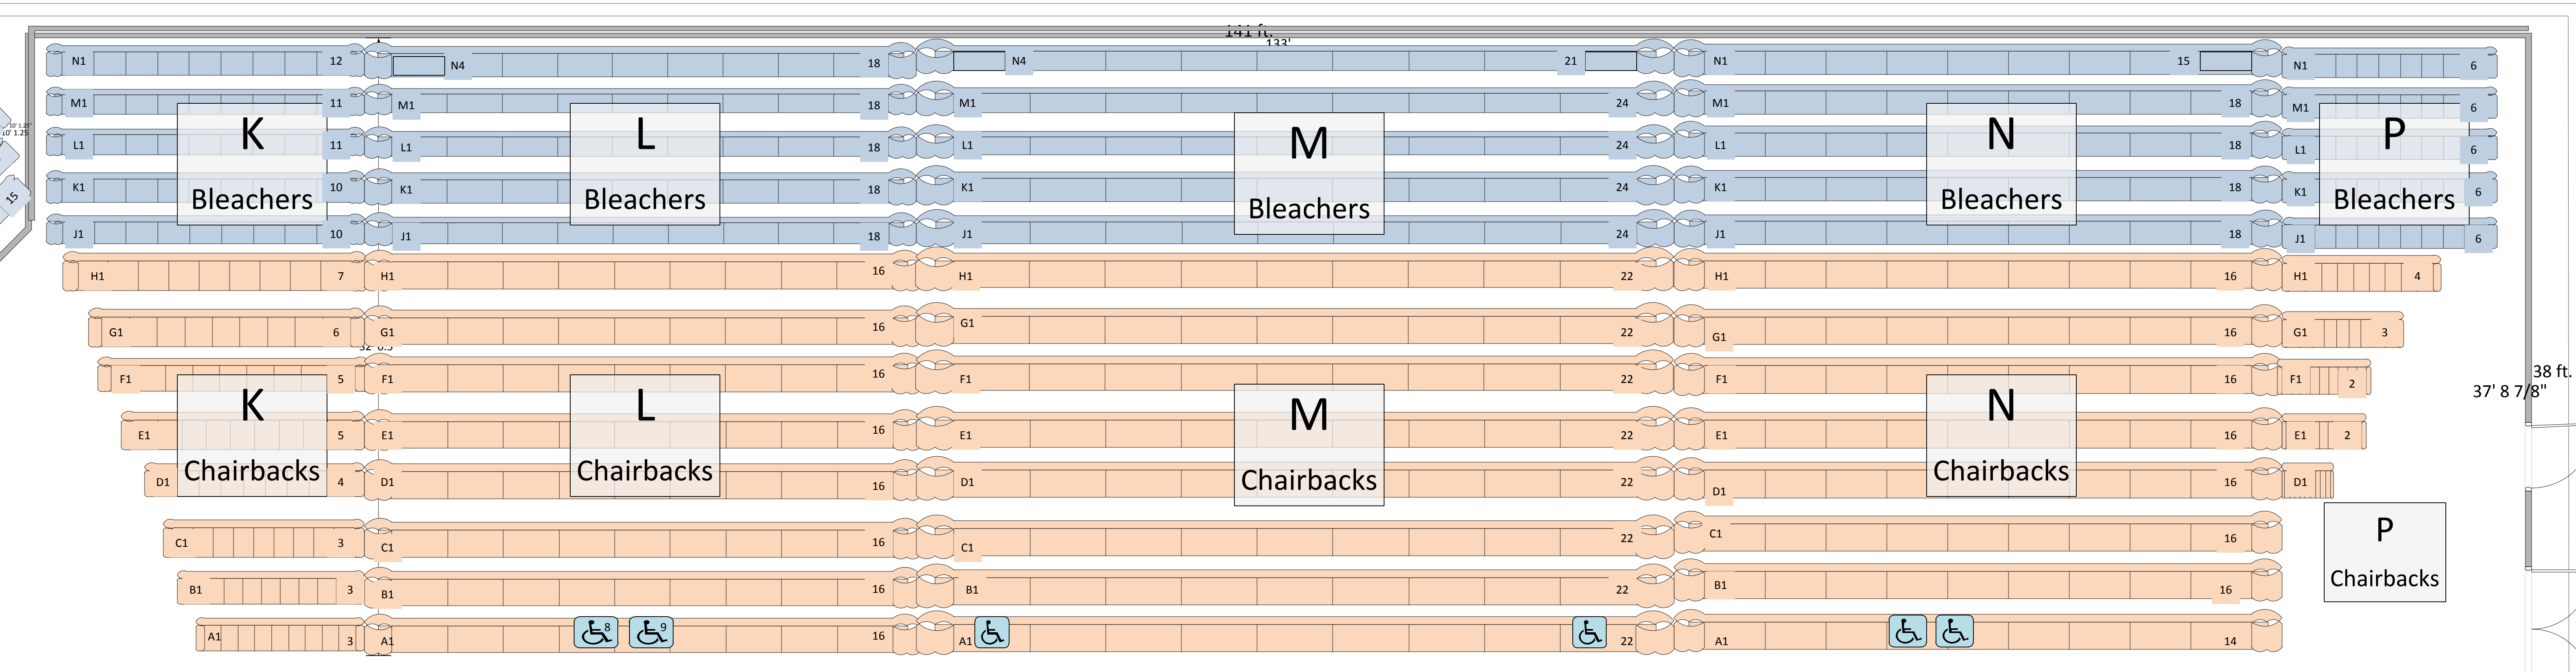 141 ft.
133'
N1 12 N4 18 N4 21 N1 15 N1 6
M1 11 M1 18 M1 24 M1 18 M1 6
10' 1.25"
10' 1.25
K L M N P
L1 11 L1 18 L1 24 L1 18 L1 6
K1 10 K1 18 K1 24 K1 18 K1 6
15
Bleachers Bleachers Bleachers Bleachers Bleachers
J1 10 J1 18 J1 24 J1 18 J1 6
H1 7 H1 16 H1 22 H1 16 H1 4
G1 6 G1 16 G1 22 G1 16 G1 3
F1 5 F1 16 F1 22 F1 16 F1 2
38 ft.
37' 8 7/8"
K L M N
E1 5 E1 16 E1 22 E1 16 E1 2
Chairbacks Chairbacks Chairbacks Chairbacks
D1 4 D1 16 D1 22 D1 16 D1
P
Chairbacks
C1 3 C1 16 C1 22 C1 16
B1 3 B1 16 B1 22 B1 16
A1 3 A1 8 9 16 A1 22 A1 14